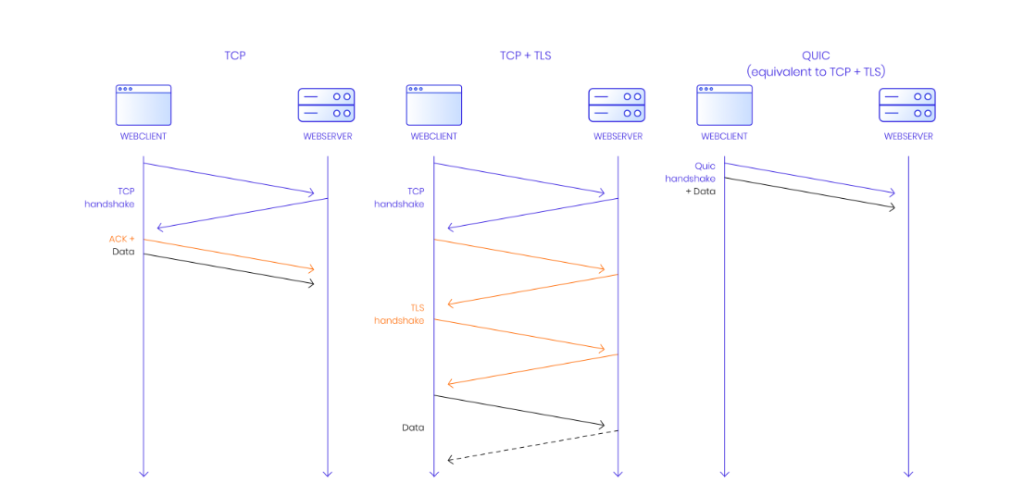 TCP
WEBCLIENT
WEBSERVER
TCP
handshake
ACK +
Data
TCP + TLS
WEBCLIENT
WEBSERVER
TCP
handshake
TLS
handshake
Data
QUIC
(equivalent to TCP + TLS)
WEBCLIENT
WEBSERVER
Quic
handshake
+ Data